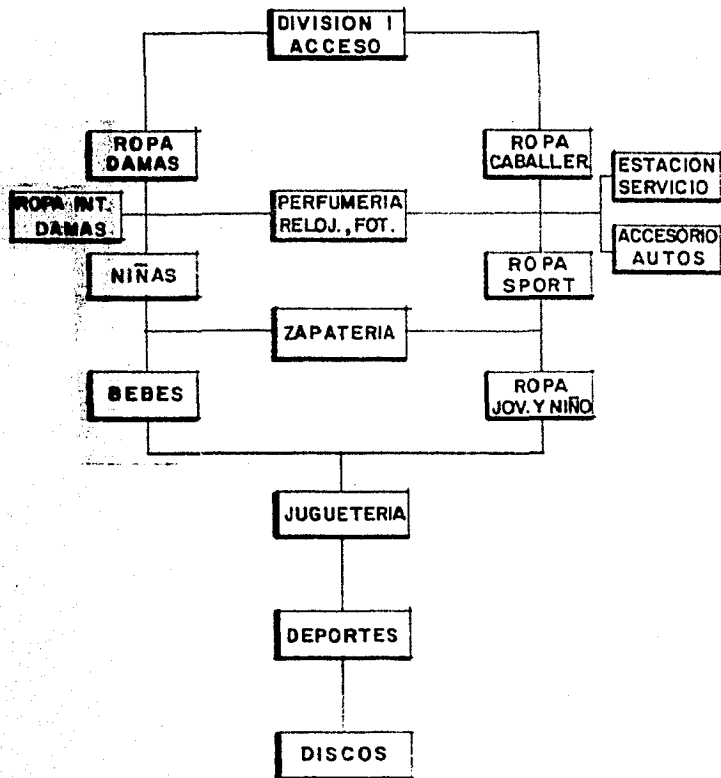 DIVISION I
ACCESO
ROPA
DAMAS
ROPA
CABALLER
ESTACION
SERVICIO
ROPA INT.
DAMAS
PERFUMERIA
RELOJ., FOT.
ACCESORIO
AUTOS
NIÑAS
ROPA
SPORT
ZAPATERIA
BEBES
ROPA
JOV. Y NIÑO
JUGUETERIA
DEPORTES
DISCOS